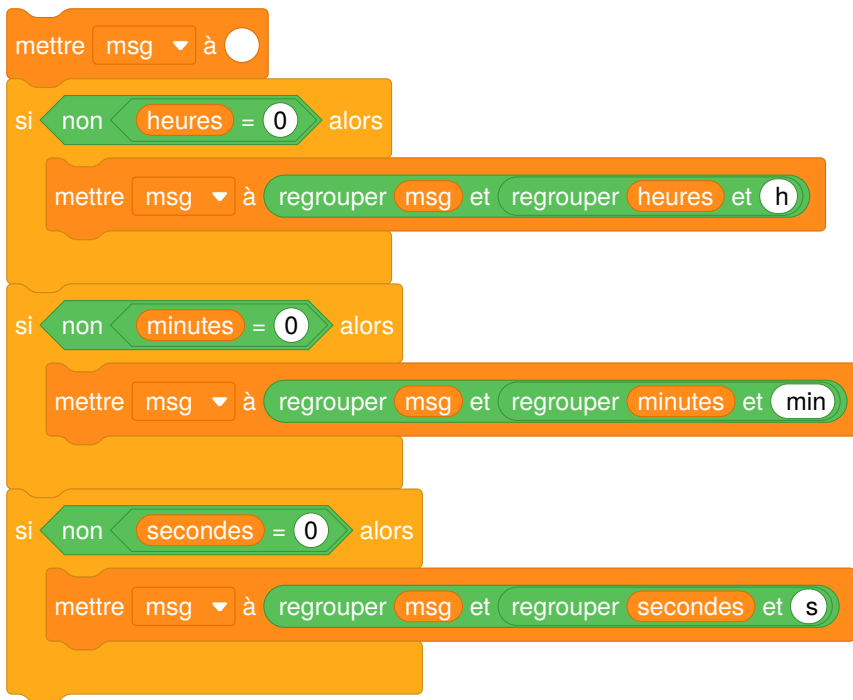 mettre msg à
si non heures = 0 alors
mettre msg à regrouper msg et regrouper heures et h
si non minutes = 0 alors
mettre msg à regrouper msg et regrouper minutes et min
si non secondes = 0 alors
mettre msg à regrouper msg et regrouper secondes et s